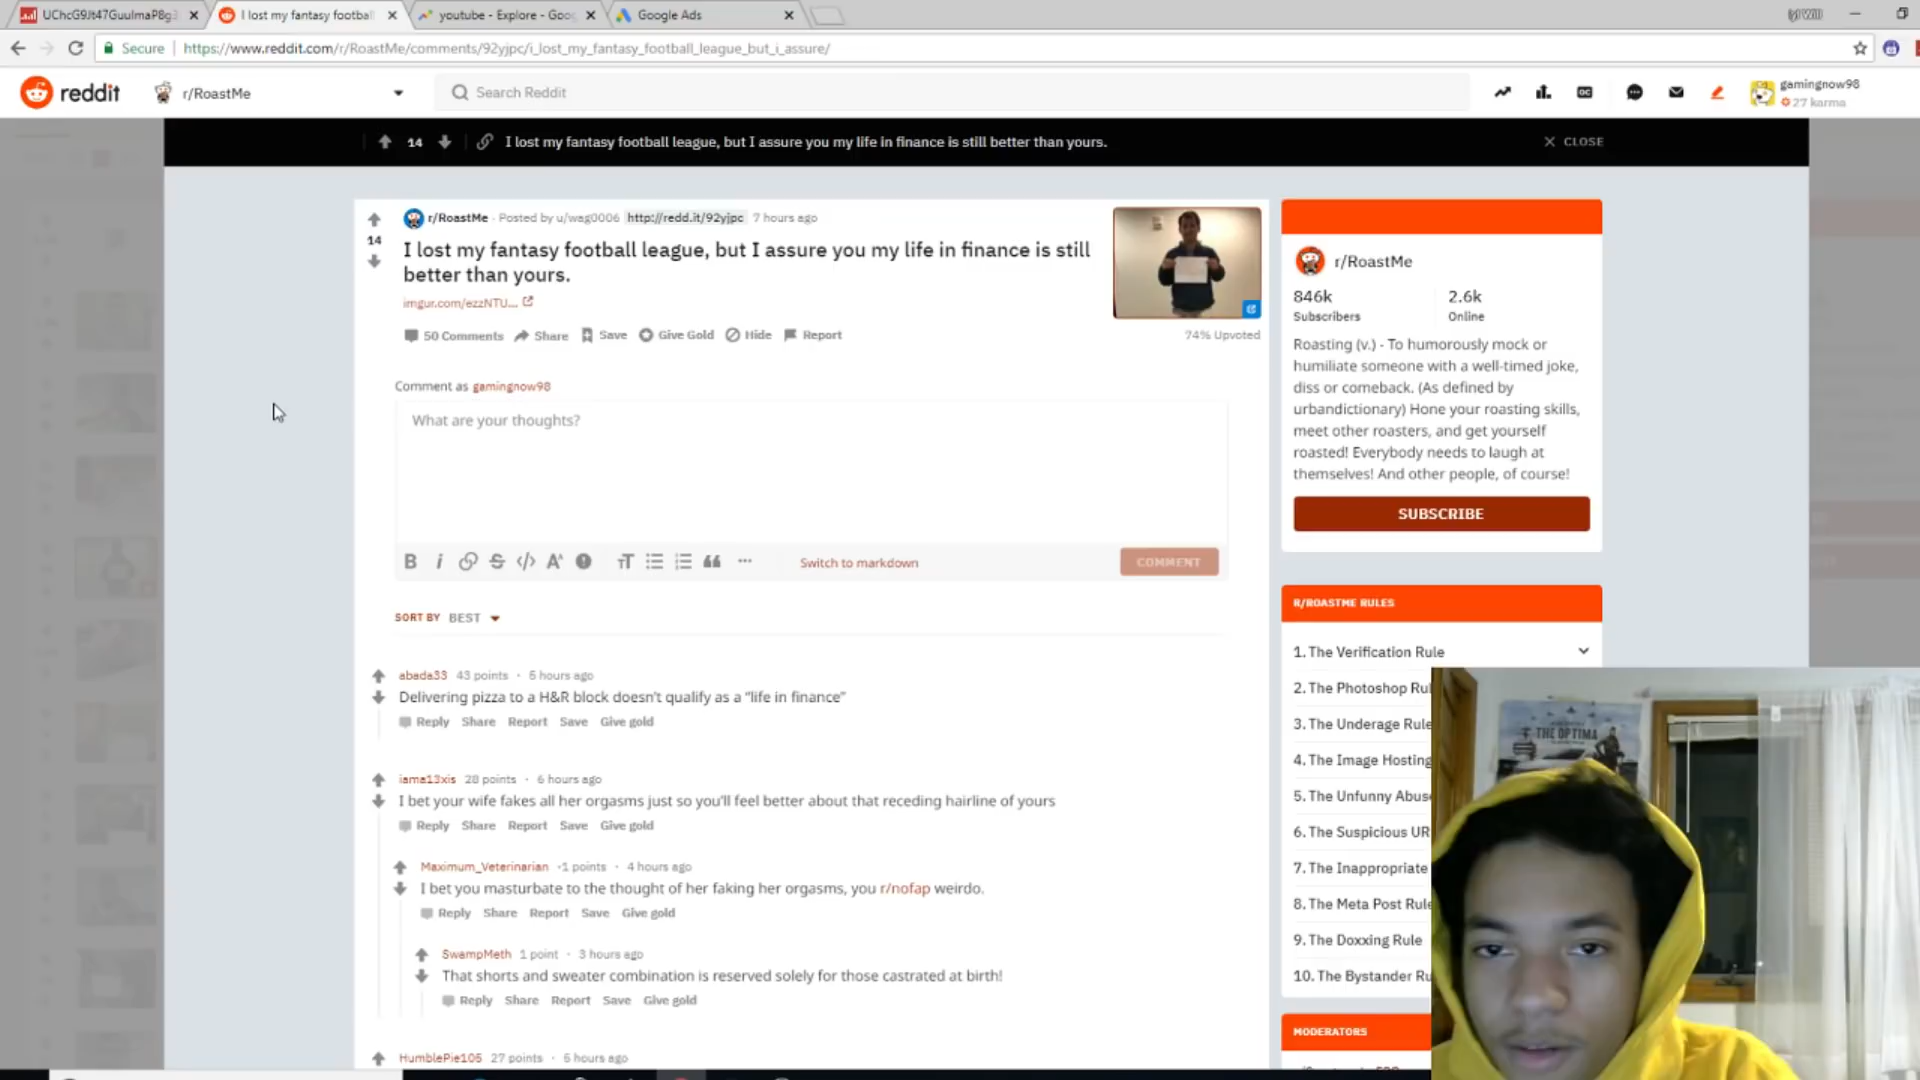 UChcG9Jt47GuulmaP8g
I lost my fantasy footbal
youtube - Explore - Goo
Google Ads
Will
Secure
https://www.reddit.com/r/RoastMe/comments/92yjpc/i_lost_my_fantasy_football_league_but_i_assure/
reddit
r/RoastMe
Search Reddit
gamingnow98
27 karma
14
I lost my fantasy football league, but I assure you my life in finance is still better than yours.
CLOSE
r/RoastMe · Posted by u/wag0006 http://redd.it/92yjpc 7 hours ago
14
I lost my fantasy football league, but I assure you my life in finance is still
better than yours.
imgur.com/ezzNTU...
50 Comments Share Save Give Gold Hide Report
74% Upvoted
Comment as gamingnow98
What are your thoughts?
Switch to markdown
COMMENT
SORT BY BEST
abada33 43 points · 5 hours ago
Delivering pizza to a H&R block doesn't qualify as a "life in finance"
Reply Share Report Save Give gold
iama13xis 28 points · 6 hours ago
I bet your wife fakes all her orgasms just so you'll feel better about that receding hairline of yours
Reply Share Report Save Give gold
Maximum_Veterinarian -1 points · 4 hours ago
I bet you masturbate to the thought of her faking her orgasms, you r/nofap weirdo.
Reply Share Report Save Give gold
SwampMeth 1 point · 3 hours ago
That shorts and sweater combination is reserved solely for those castrated at birth!
Reply Share Report Save Give gold
HumblePie105 27 points · 5 hours ago
r/RoastMe
846k
2.6k
Subscribers
Online
Roasting (v.) - To humorously mock or
humiliate someone with a well-timed joke,
diss or comeback. (As defined by
urbandictionary) Hone your roasting skills,
meet other roasters, and get yourself
roasted! Everybody needs to laugh at
themselves! And other people, of course!
SUBSCRIBE
R/ROASTME RULES
1. The Verification Rule
2. The Photoshop Rul
3. The Underage Rule
4. The Image Hosting
5. The Unfunny Abus
6. The Suspicious UR
7. The Inappropriate
8. The Meta Post Rule
9. The Doxxing Rule
10. The Bystander Ru
MODERATORS
THE OPTIMA